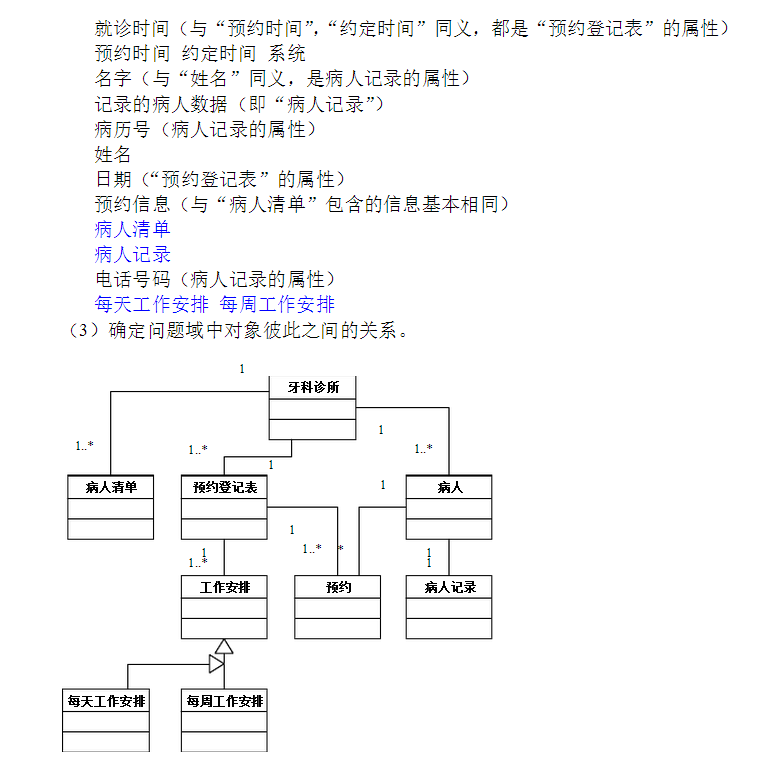 就诊时间（与“预约时间”，“约定时间”同义，都是“预约登记表”的属性）
预约时间 约定时间 系统
名字（与“姓名”同义，是病人记录的属性）
记录的病人数据（即“病人记录”）
病历号（病人记录的属性）
姓名
日期（“预约登记表”的属性）
预约信息（与“病人清单”包含的信息基本相同）
病人清单
病人记录
电话号码（病人记录的属性）
每天工作安排 每周工作安排
（3）确定问题域中对象彼此之间的关系。
1
牙科诊所
1
1..*
1..*
1..*
1
病人清单
预约登记表
1
病人
1
1..*
*
1
1
1..*
1
工作安排
预约
病人记录
每天工作安排
每周工作安排